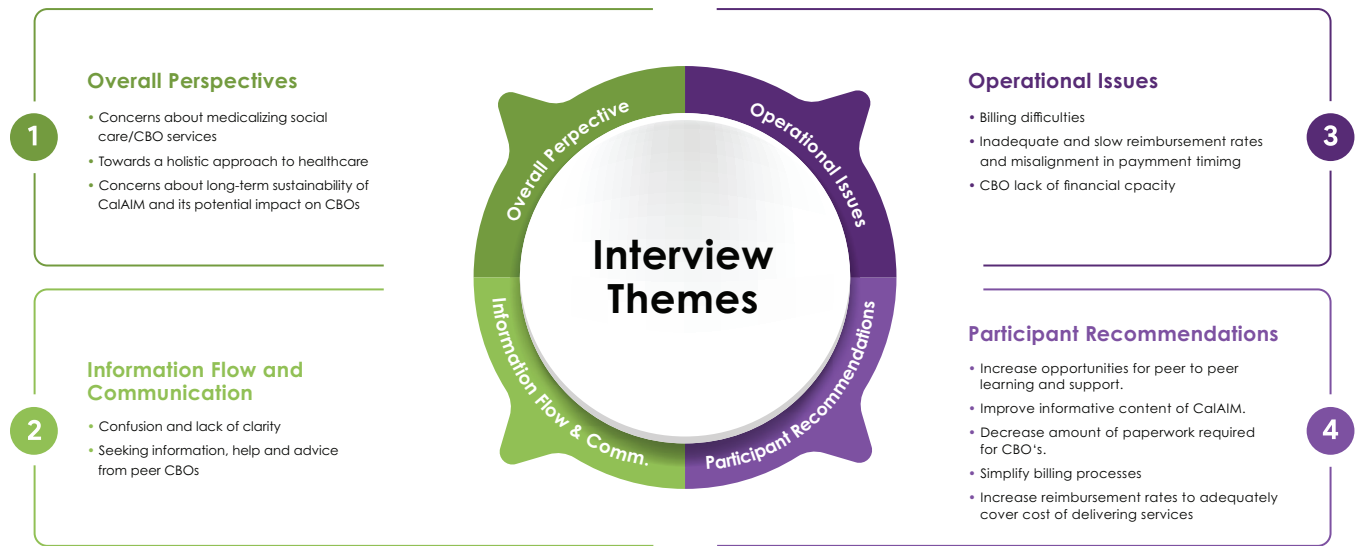 1
Overall Perspectives
• Concerns about medicalizing social
care/CBO services
• Towards a holistic approach to healthcare
• Concerns about long-term sustainability of
CalAIM and its potential impact on CBOs
2
Information Flow and
Communication
• Confusion and lack of clarity
• Seeking information, help and advice
from peer CBOs
Overall Perpective
Operational Issues
Interview
Themes
Information Flow & Comm.
Participant Recommendations
3
Operational Issues
• Billing difficulties
• Inadequate and slow reimbursement rates
and misalignment in paymment timimg
• CBO lack of financial cpacity
4
Participant Recommendations
• Increase opportunities for peer to peer
learning and support.
• Improve informative content of CalAIM.
• Decrease amount of paperwork required
for CBO‘s.
• Simplify billing processes
• Increase reimbursement rates to adequately
cover cost of delivering services